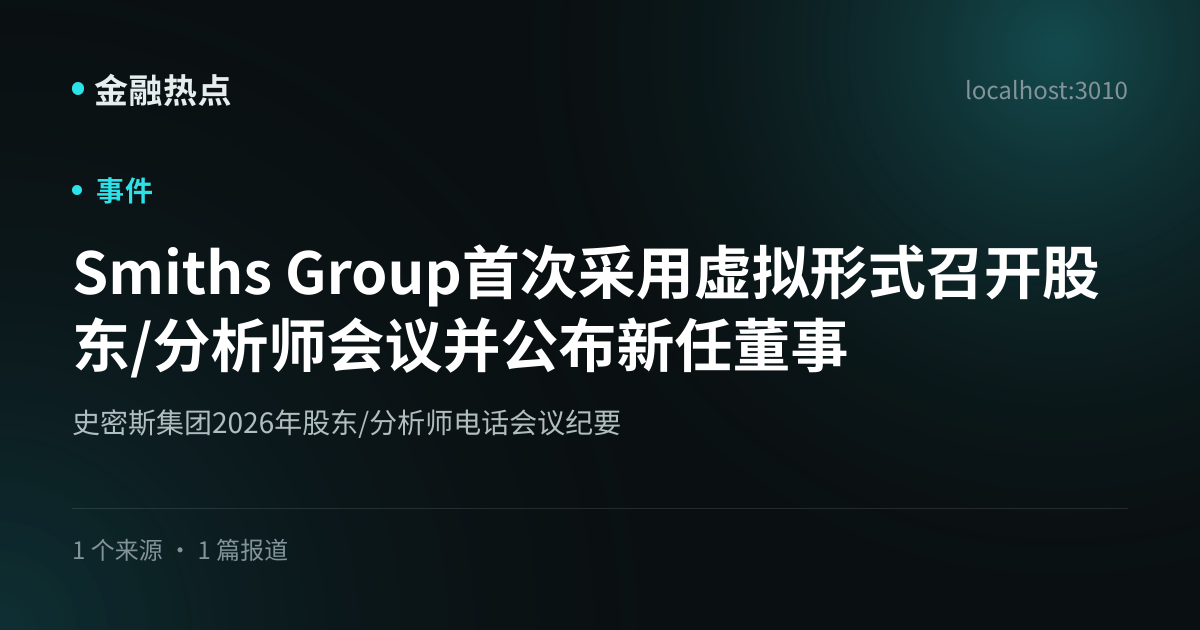 金融热点
localhost:3010
事件
Smiths Group首次采用虚拟形式召开股
东/分析师会议并公布新任董事
史密斯集团2026年股东/分析师电话会议纪要
1 个来源 · 1 篇报道